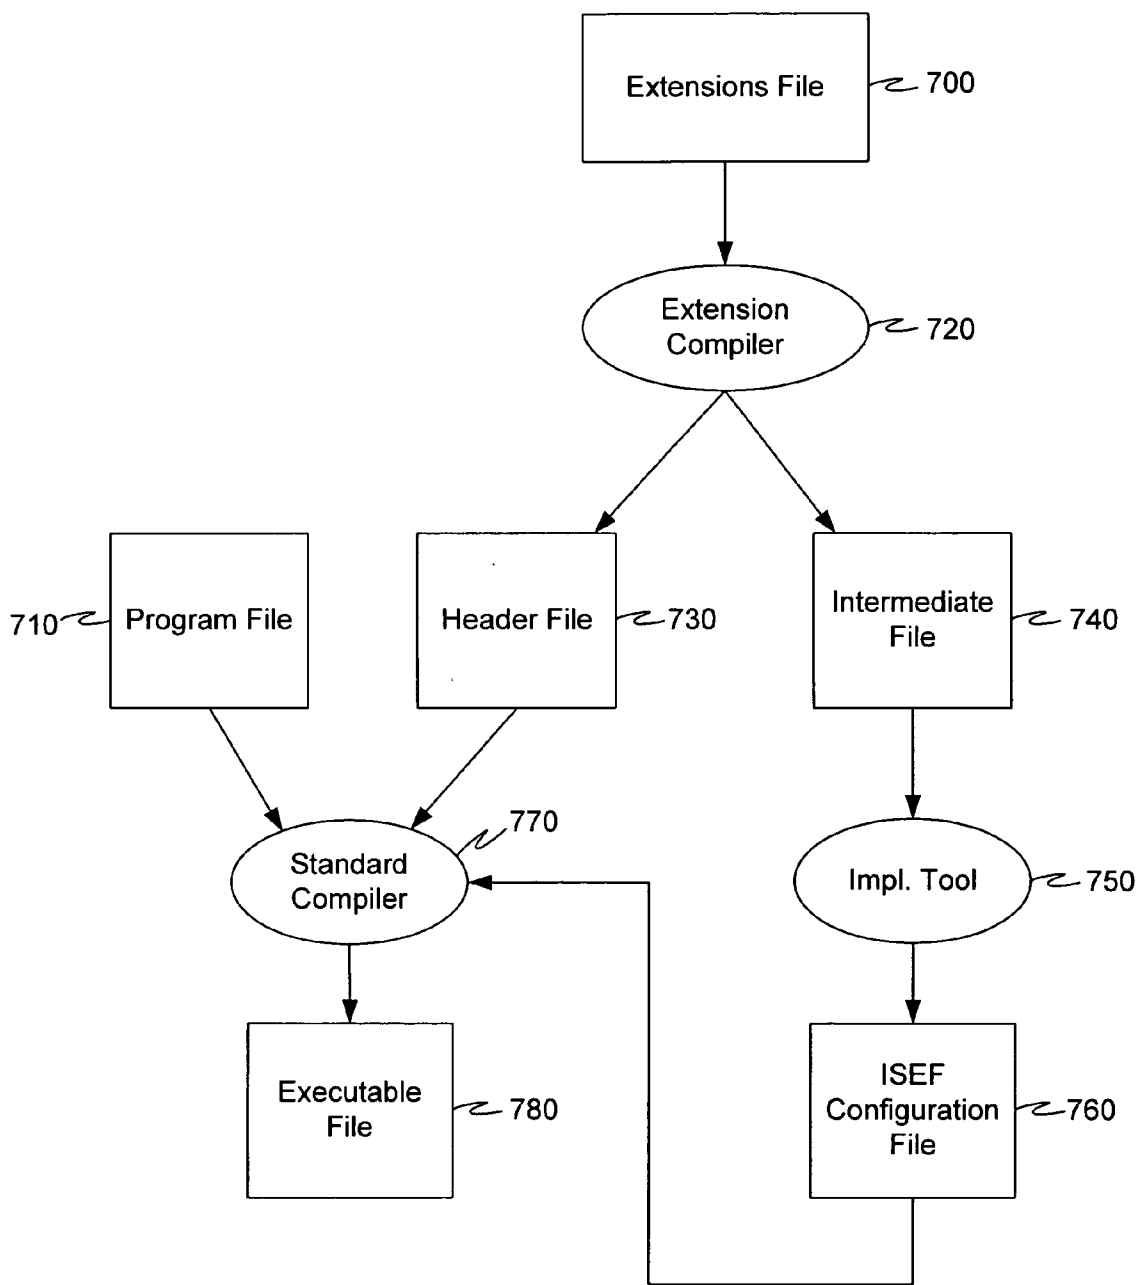 Extensions File
700
Extension
Compiler
720
710
Program File
Header File
730
Intermediate
File
740
Standard
Compiler
770
Impl. Tool
750
Executable
File
780
ISEF
Configuration
File
760